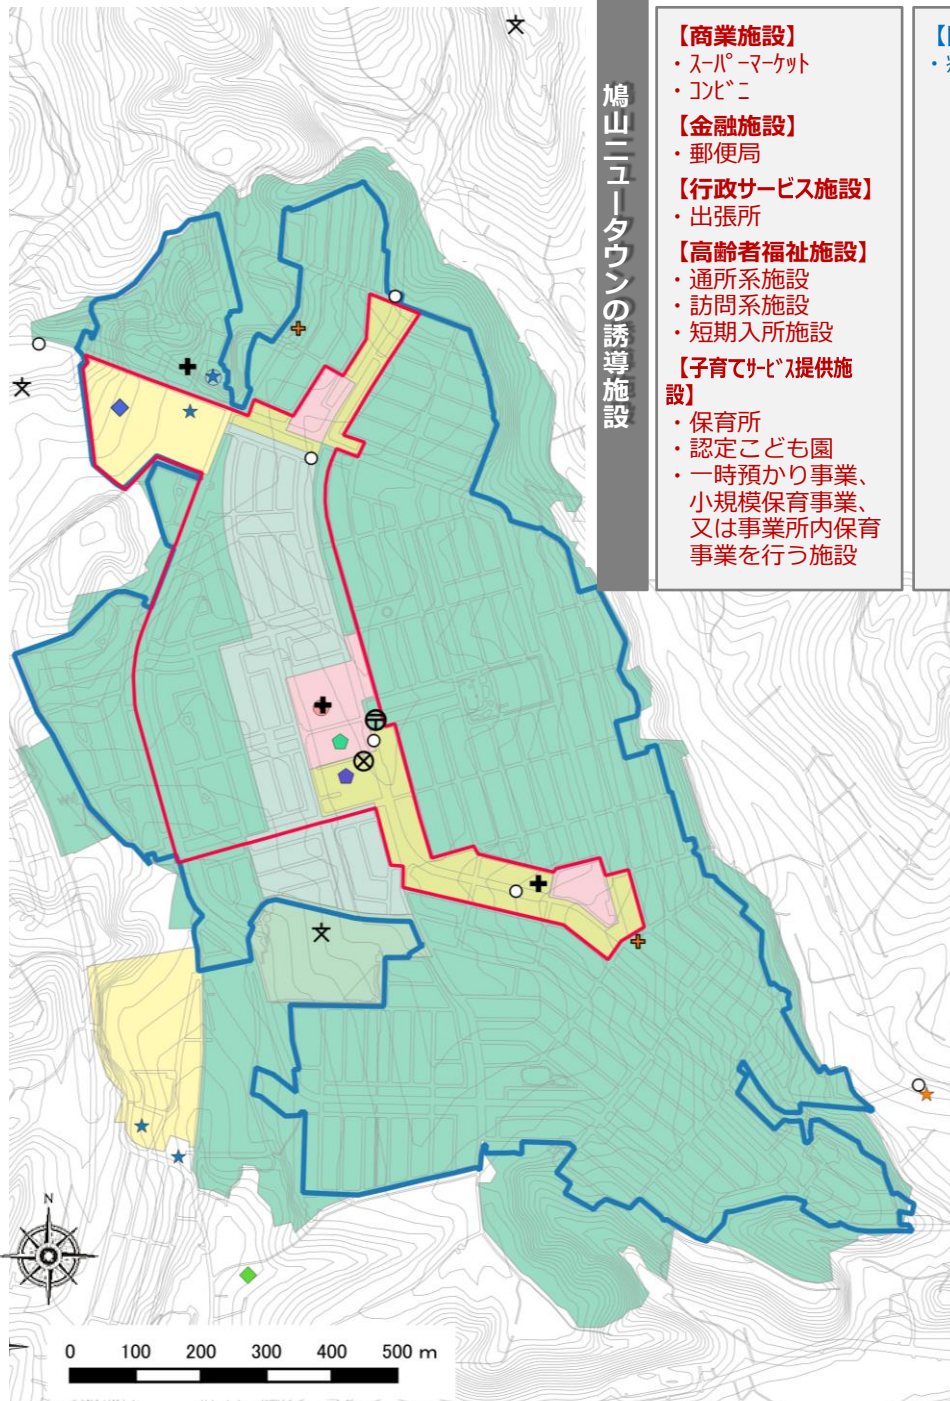 鳩山ニュータウンの誘導施設
【商業施設】
・スーパーマーケット
・コンビニ
【金融施設】
・郵便局
【行政サービス施設】
・出張所
【高齢者福祉施設】
・通所系施設
・訪問系施設
・短期入所施設
【子育てサービス提供施
設】
・保育所
・認定こども園
・一時預かり事業、
小規模保育事業、
又は事業所内保育
事業を行う施設
N
0 100 200 300 400 500 m